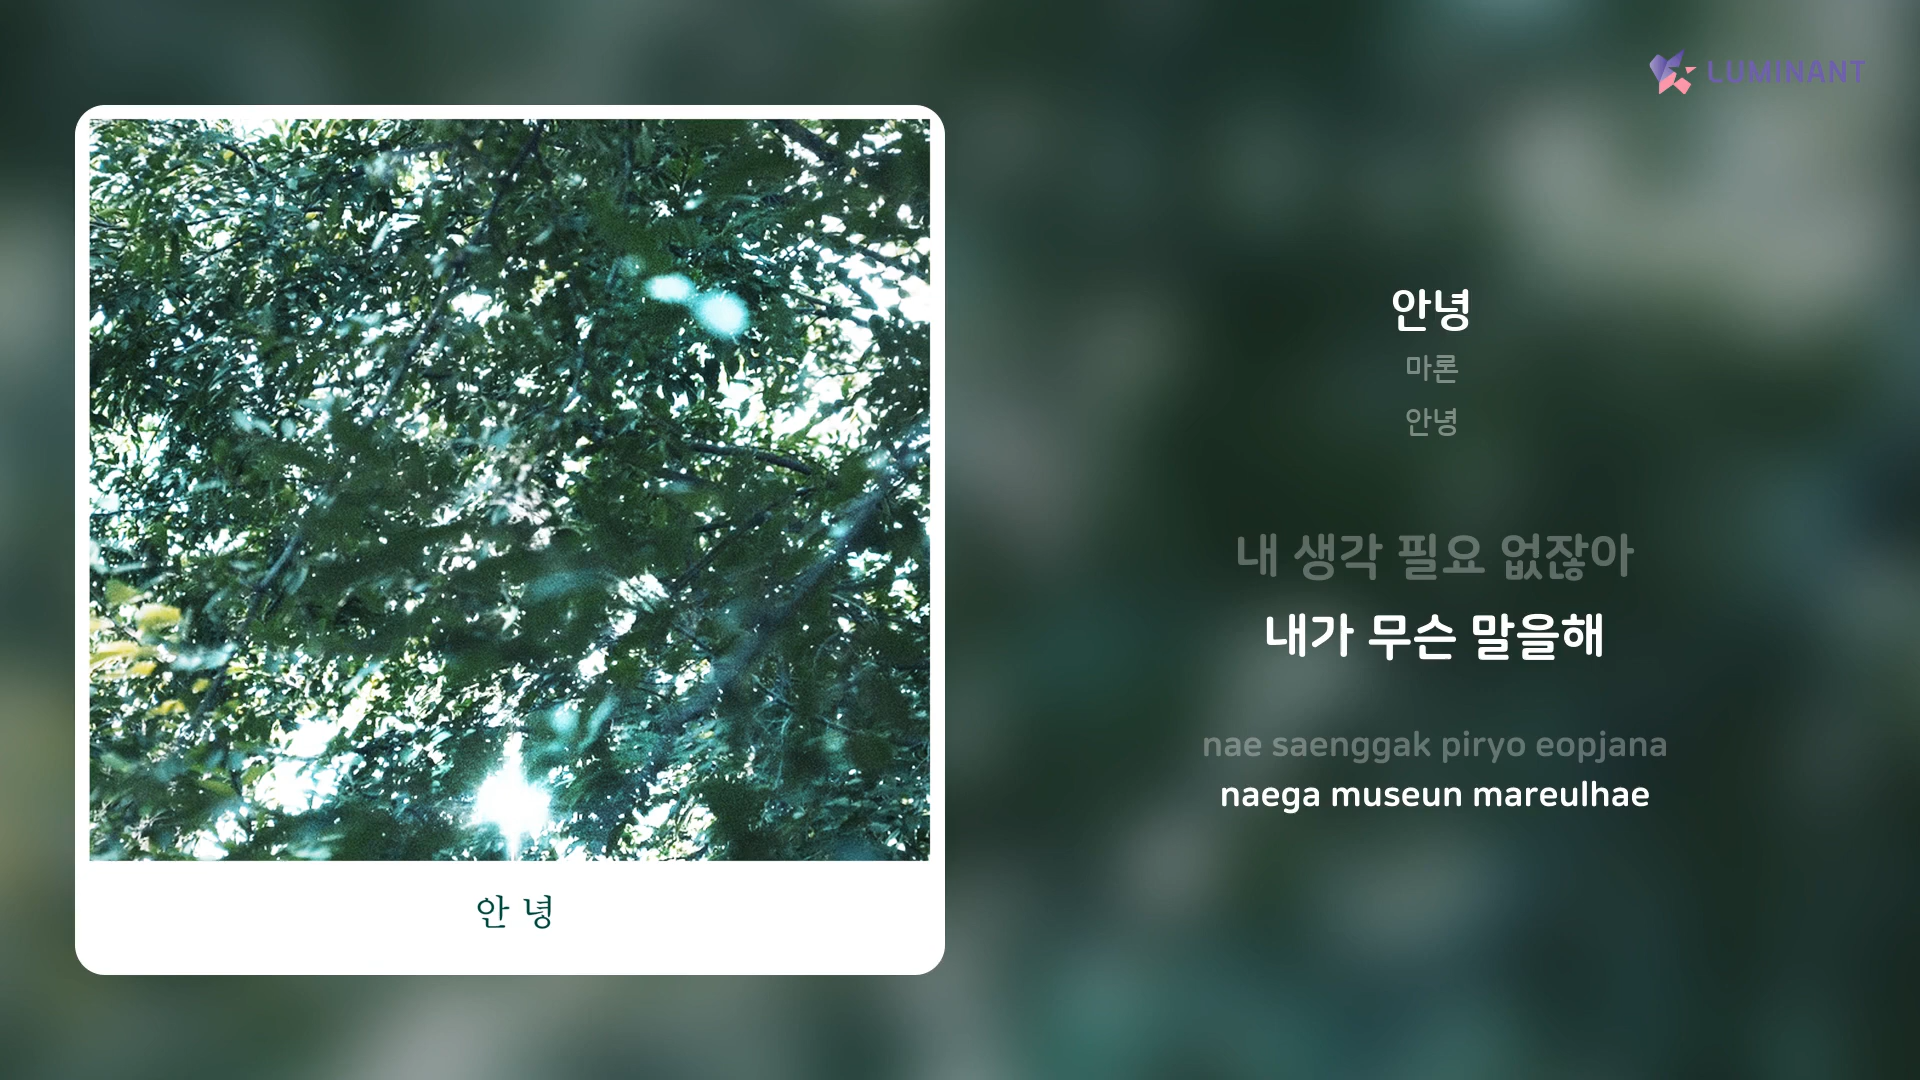 LUMINANT
안녕
마론
안녕
내 생각 필요 없잖아
내가 무슨 말을해
nae saenggak piryo eopjana
naega museun mareulhae
안 녕